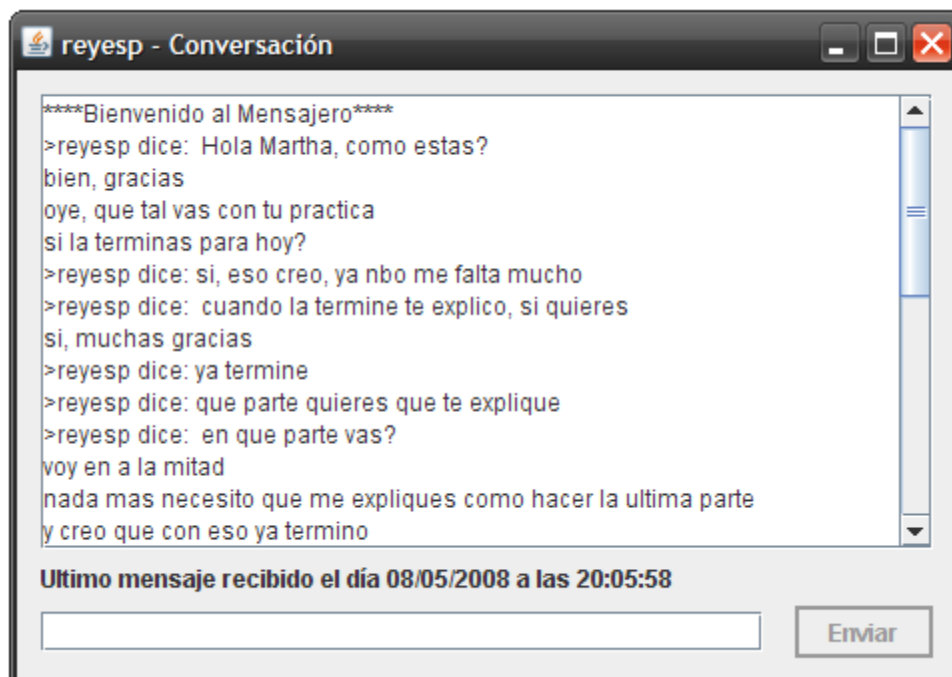 reyesp - Conversación
****Bienvenido al Mensajero****
>reyesp dice:  Hola Martha, como estas?
bien, gracias
oye, que tal vas con tu practica
si la terminas para hoy?
>reyesp dice: si, eso creo, ya nbo me falta mucho
>reyesp dice:  cuando la termine te explico, si quieres
si, muchas gracias
>reyesp dice: ya termine
>reyesp dice: que parte quieres que te explique
>reyesp dice:  en que parte vas?
voy en a la mitad
nada mas necesito que me expliques como hacer la ultima parte
y creo que con eso ya termino
Ultimo mensaje recibido el día 08/05/2008 a las 20:05:58
Enviar